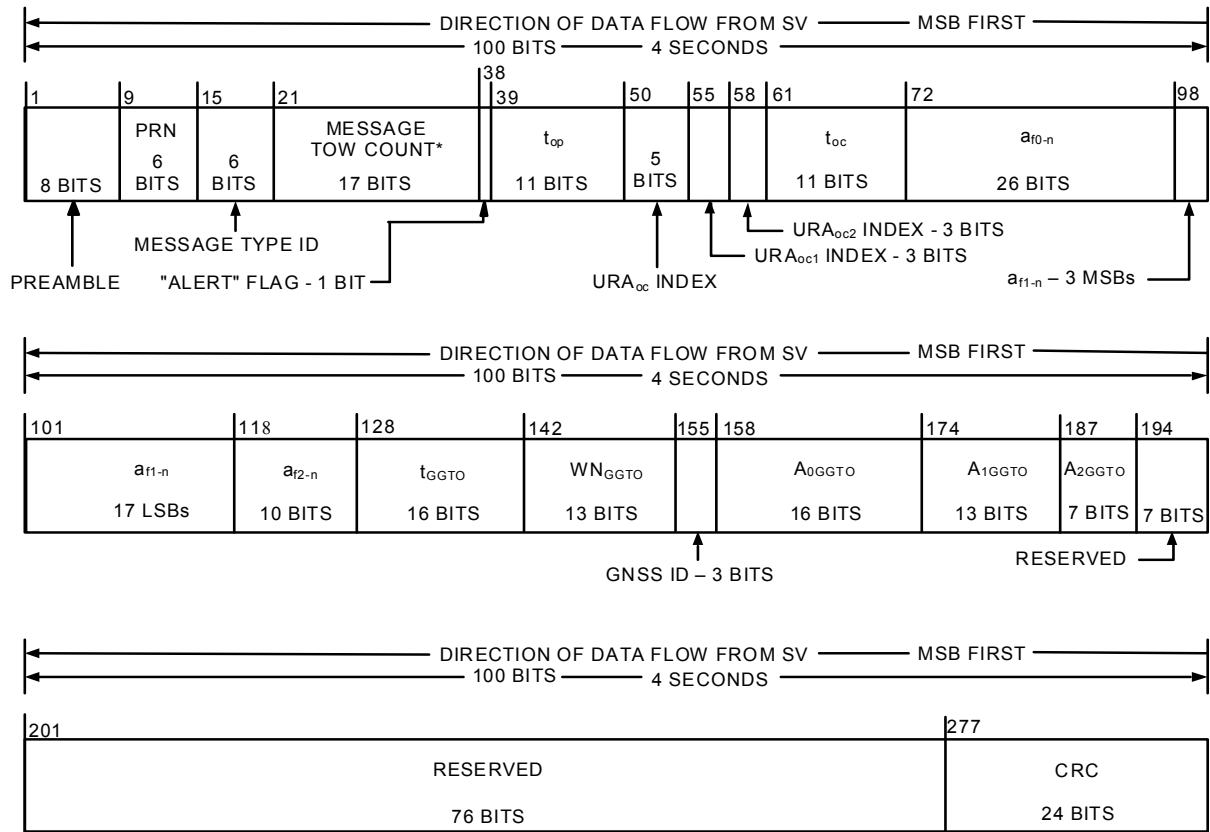 DIRECTION OF DATA FLOW FROM SV MSB FIRST
100 BITS 4 SECONDS
1 9 15 21 38 39 50 55 58 61 72 98
PRN MESSAGE
TOW COUNT* top toc af0-n
8 BITS 6 BITS 6 BITS 17 BITS 11 BITS 5 BITS 11 BITS 26 BITS
MESSAGE TYPE ID
PREAMBLE
"ALERT" FLAG - 1 BIT
URAoc INDEX
URAoc2 INDEX - 3 BITS
URAoc1 INDEX - 3 BITS
af1-n – 3 MSBs
DIRECTION OF DATA FLOW FROM SV MSB FIRST
100 BITS 4 SECONDS
101 118 128 142 155 158 174 187 194
af1-n af2-n tGGTO WNGGTO A0GGTO A1GGTO A2GGTO
17 LSBs 10 BITS 16 BITS 13 BITS 16 BITS 13 BITS 7 BITS 7 BITS
GNSS ID – 3 BITS
RESERVED
DIRECTION OF DATA FLOW FROM SV MSB FIRST
100 BITS 4 SECONDS
201 277
RESERVED CRC
76 BITS 24 BITS